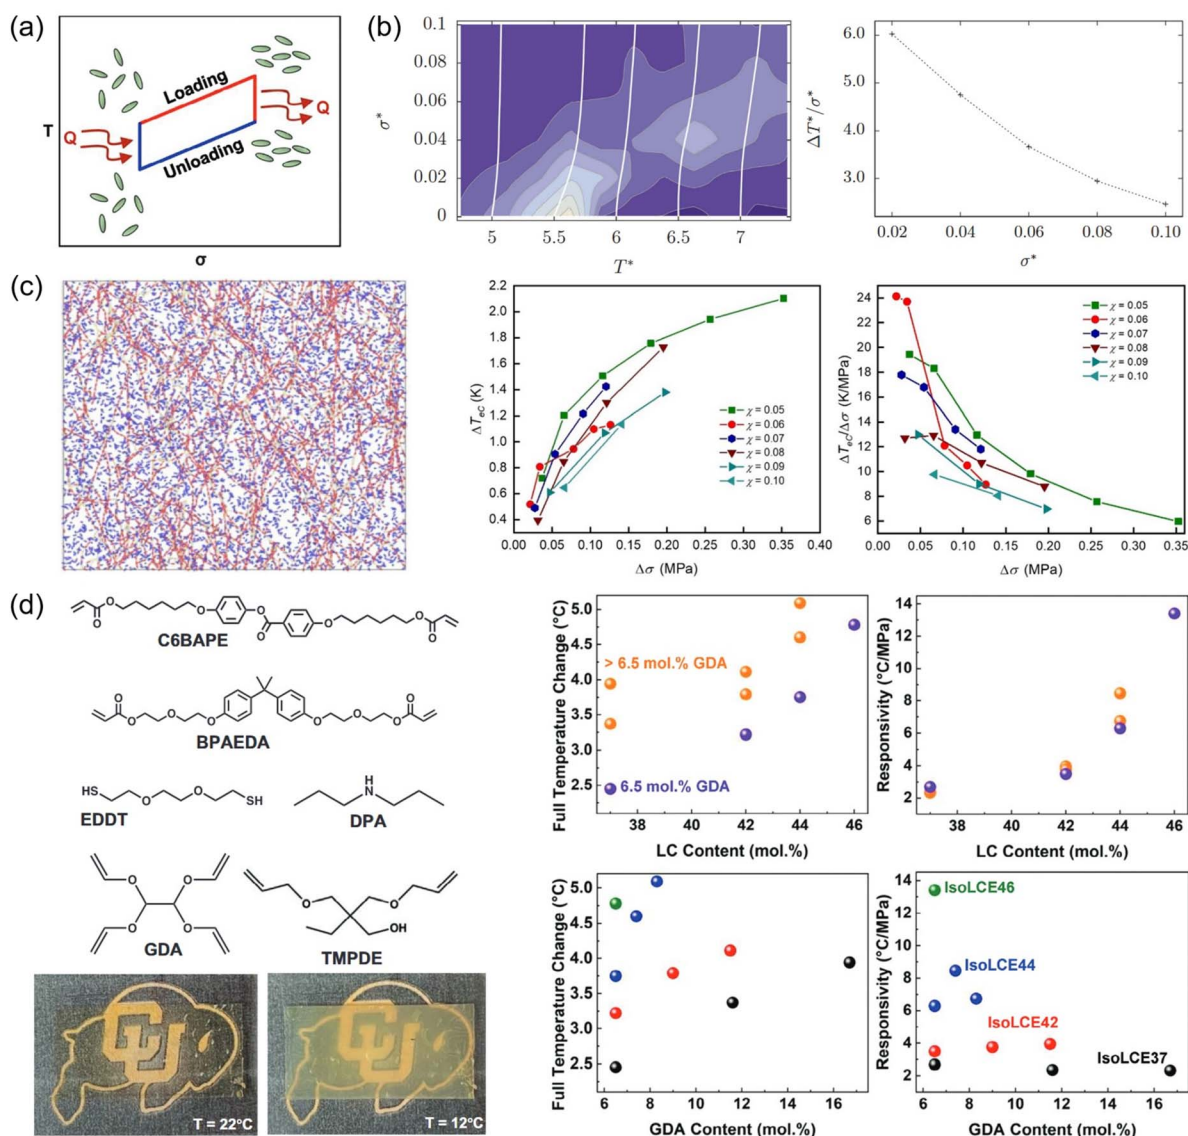 (a)
T
Q
Loading
Unloading
Q
σ
(b)
σ*
0.1
0.08
0.06
0.04
0.02
0
5
5.5
6
6.5
7
T*
ΔT*/σ*
6.0
5.0
4.0
3.0
0.02
0.04
0.06
0.08
0.10
σ*
(c)
ΔT_eC (K)
2.2
2.0
1.8
1.6
1.4
1.2
1.0
0.8
0.6
0.4
χ = 0.05
χ = 0.06
χ = 0.07
χ = 0.08
χ = 0.09
χ = 0.10
0.00 0.05 0.10 0.15 0.20 0.25 0.30 0.35 0.40
Δσ (MPa)
ΔT_eC/Δσ (K/MPa)
24
22
20
18
16
14
12
10
8
6
χ = 0.05
χ = 0.06
χ = 0.07
χ = 0.08
χ = 0.09
χ = 0.10
0.00 0.05 0.10 0.15 0.20 0.25 0.30 0.35
Δσ (MPa)
(d)
O
O
O
O
O
O
O
O
C6BAPE
O
O
O
O
O
O
O
O
BPAEDA
HS
O
O
SH
EDDT
H
N
DPA
O
O
O
O
GDA
O
O
OH
TMPDE
CU
T = 22°C
CU
T = 12°C
Full Temperature Change (°C)
5.0
4.5
4.0
3.5
3.0
2.5
> 6.5 mol.% GDA
6.5 mol.% GDA
38 40 42 44 46
LC Content (mol.%)
Responsivity (°C/MPa)
14
12
10
8
6
4
2
38 40 42 44 46
LC Content (mol.%)
Full Temperature Change (°C)
5.0
4.5
4.0
3.5
3.0
2.5
6 8 10 12 14 16
GDA Content (mol.%)
Responsivity (°C/MPa)
14
12
10
8
6
4
2
IsoLCE46
IsoLCE44
IsoLCE42
IsoLCE37
6 8 10 12 14 16
GDA Content (mol.%)